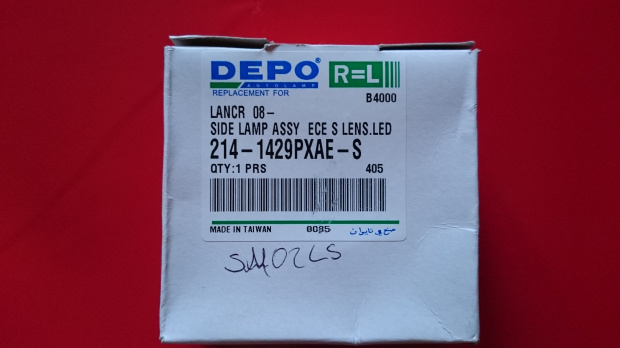 DEPO® R=L
AUTOLAMP
REPLACEMENT FOR
B4000
LANCR 08-
SIDE LAMP ASSY ECE S LENS.LED
214-1429PXAE-S
QTY:1 PRS 405
MADE IN TAIWAN 8085 صنع في تايوان